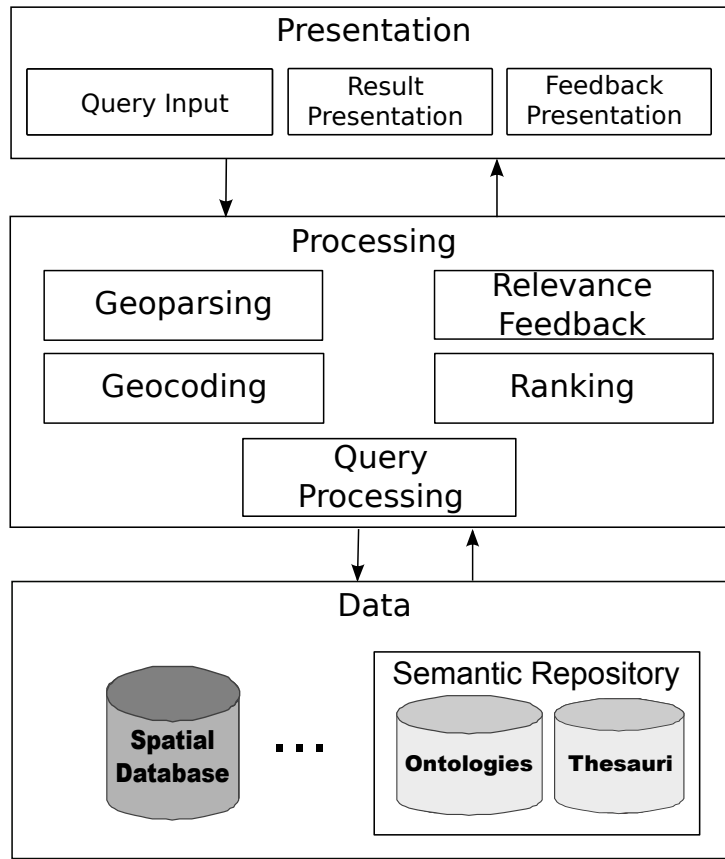 Presentation
Query Input
Result
Presentation
Feedback
Presentation
Processing
Geoparsing
Relevance
Feedback
Geocoding
Ranking
Query
Processing
Data
Spatial
Database
...
Semantic Repository
Ontologies
Thesauri